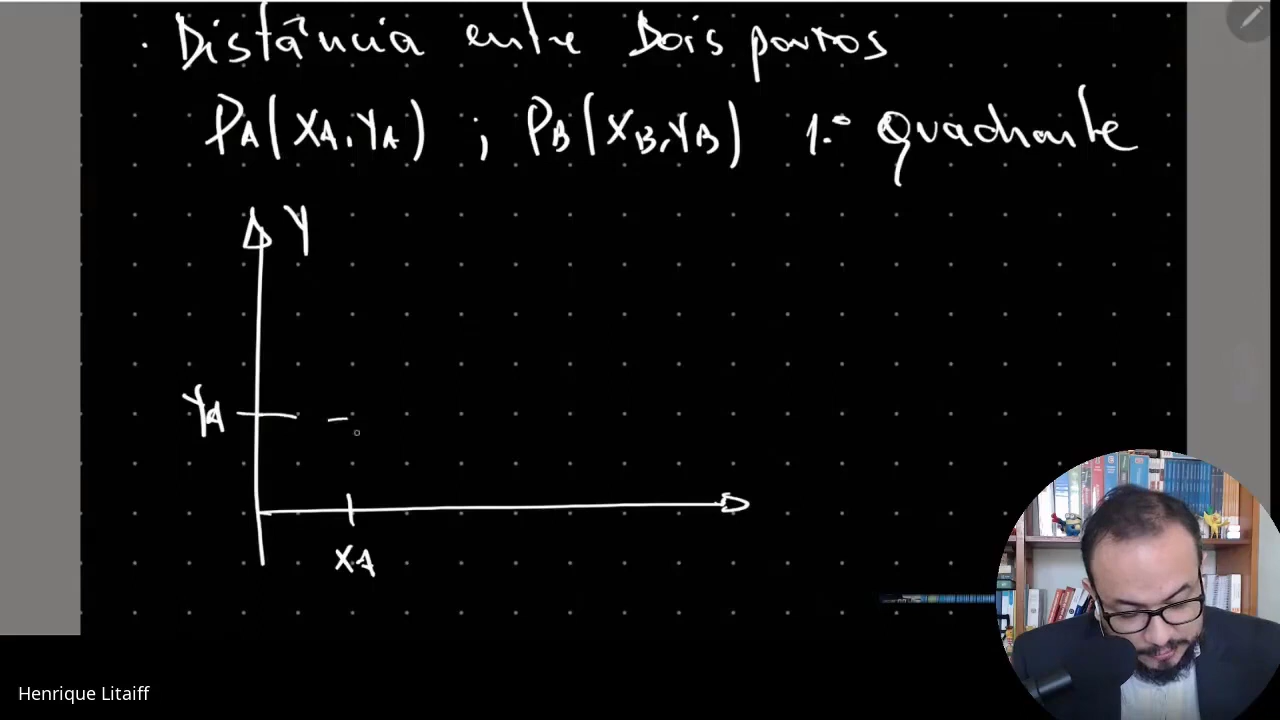 · Distância entre Dois pontos
PA(XA,YA) ; PB(XB,YB) 1.º quadrante
Y
YA
XA
Henrique Litaiff